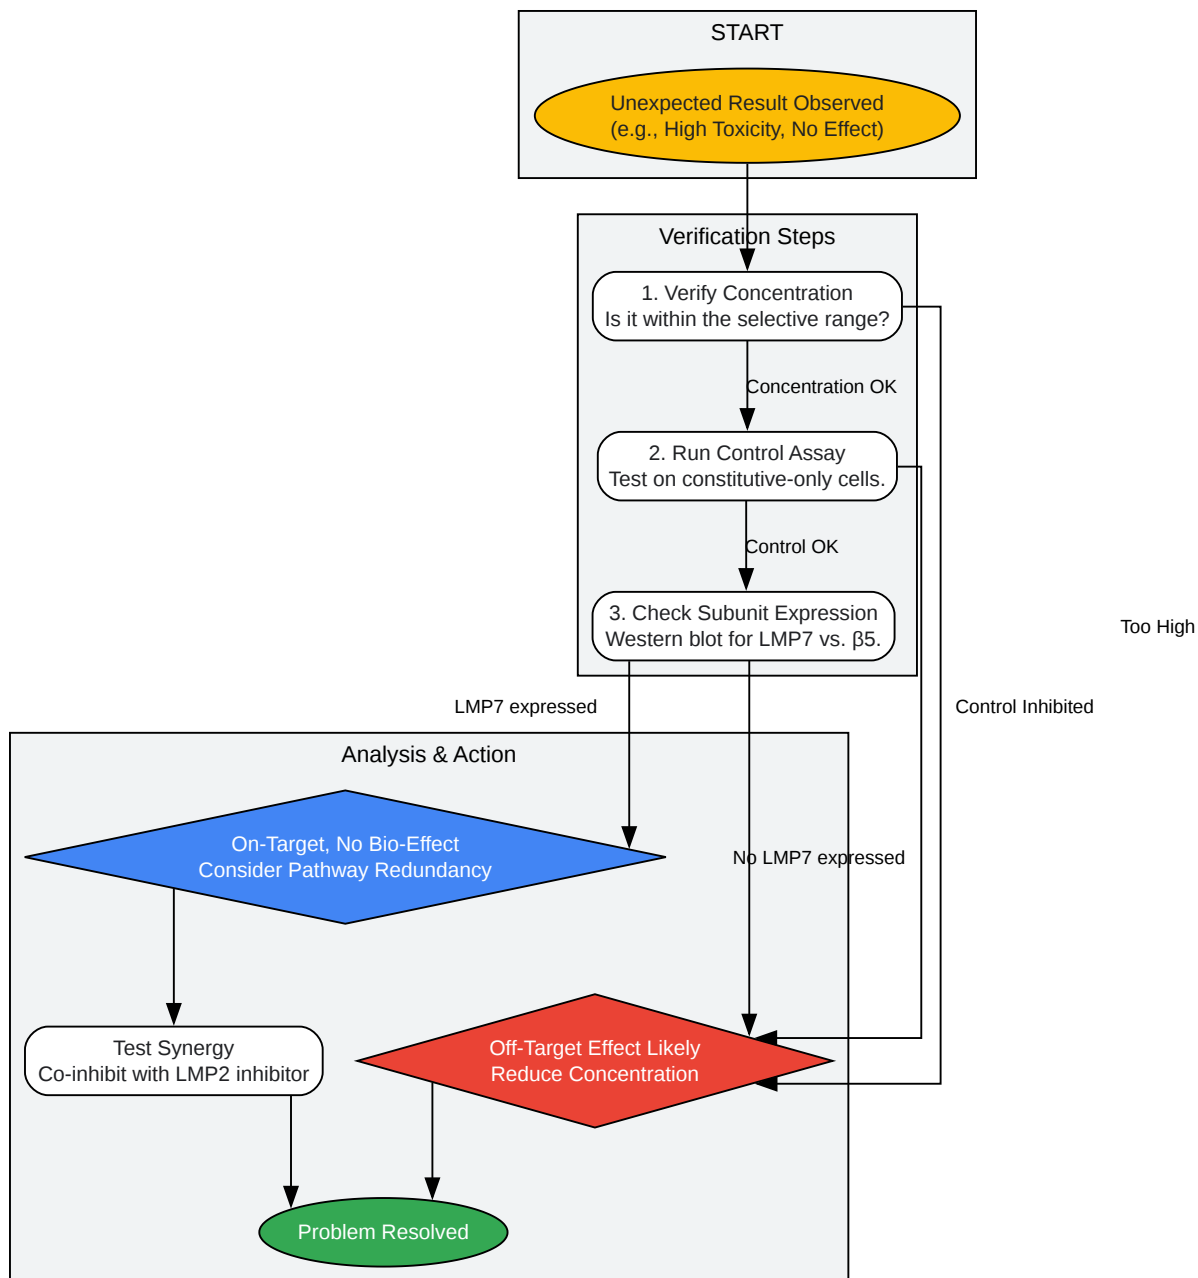 START
Unexpected Result Observed
(e.g., High Toxicity, No Effect)
Verification Steps
1. Verify Concentration
Is it within the selective range?
Concentration OK
2. Run Control Assay
Test on constitutive-only cells.
Control OK
3. Check Subunit Expression
Western blot for LMP7 vs. β5.
Too High
LMP7 expressed
Control Inhibited
Analysis & Action
On-Target, No Bio-Effect
Consider Pathway Redundancy
No LMP7 expressed
Test Synergy
Co-inhibit with LMP2 inhibitor
Off-Target Effect Likely
Reduce Concentration
Problem Resolved